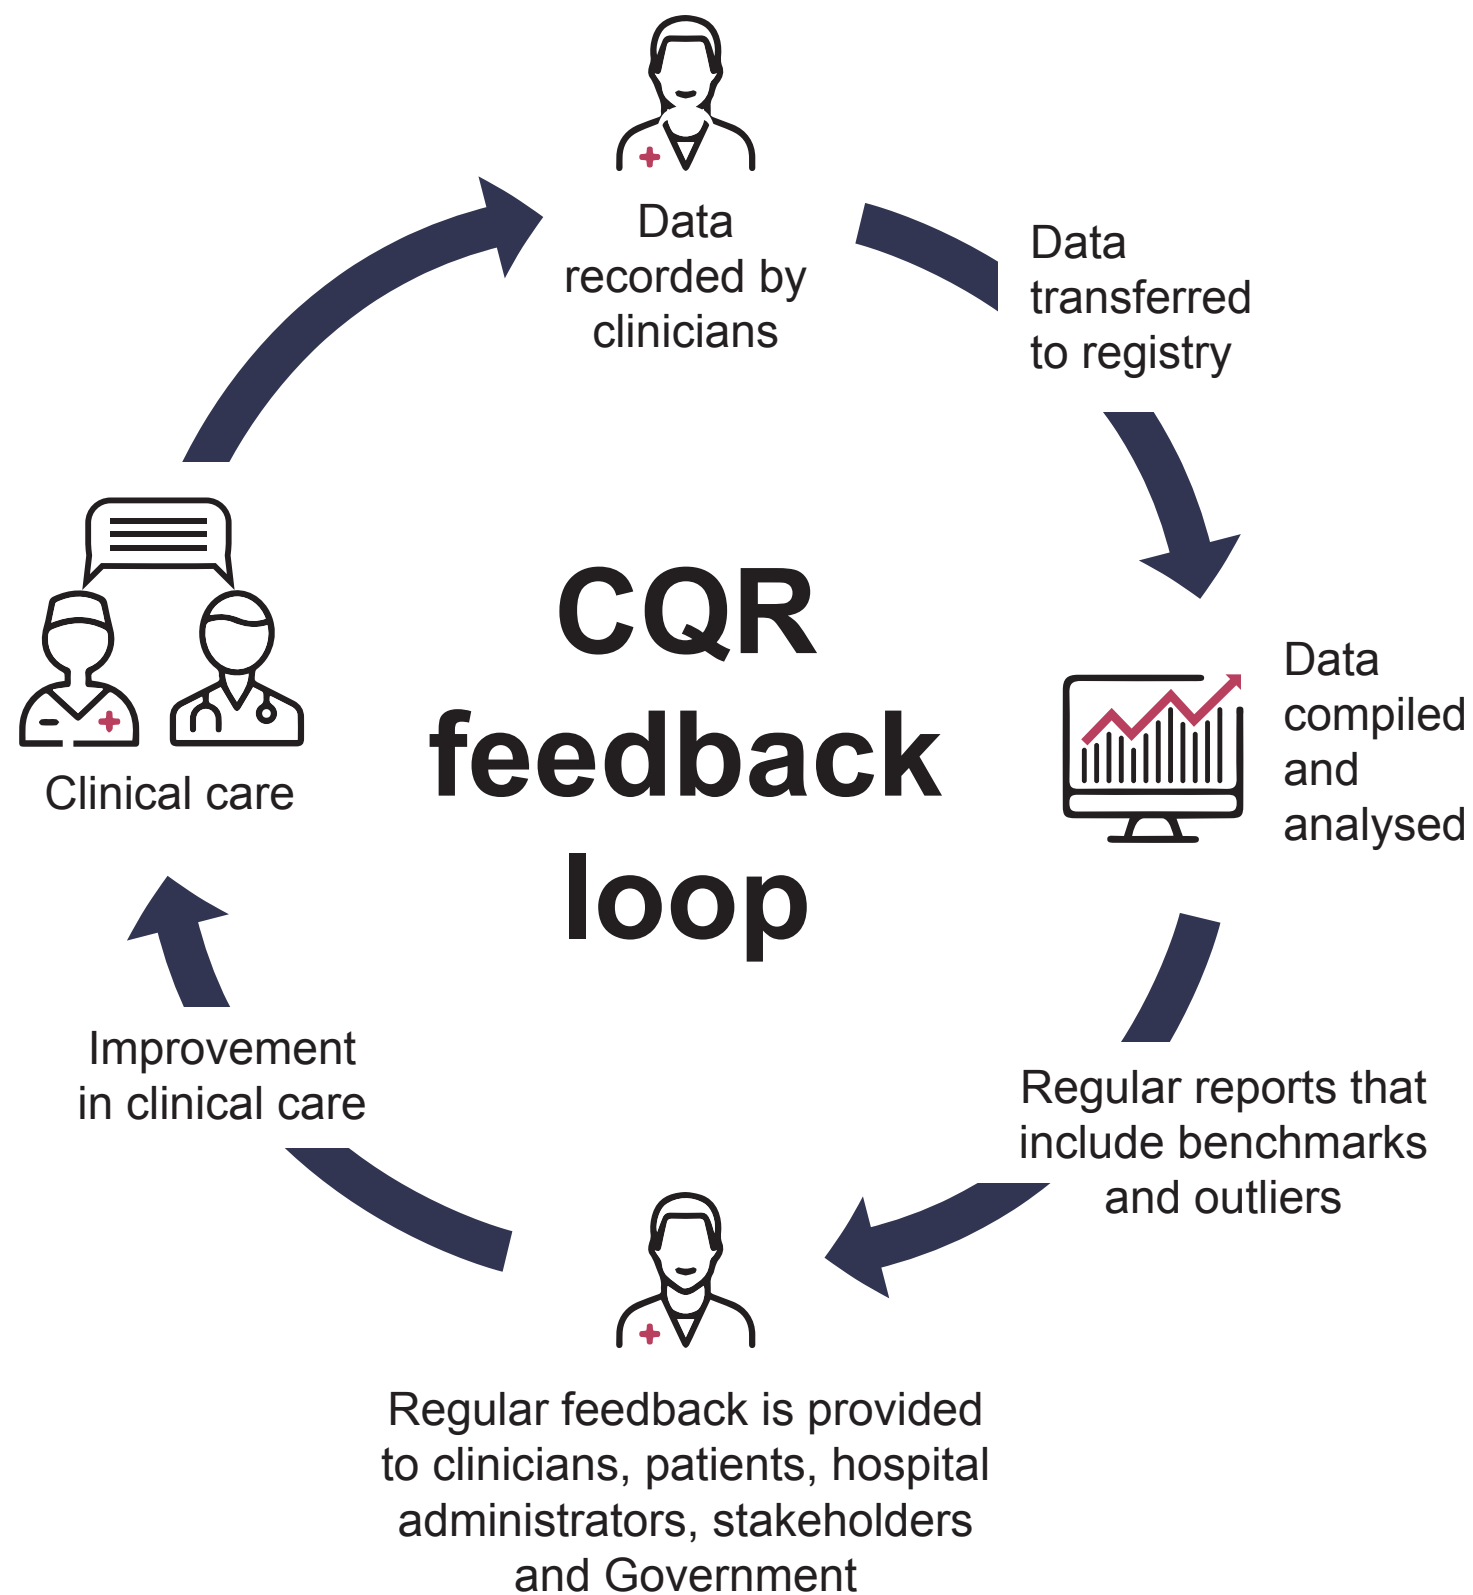 Data
recorded by
clinicians
Data
transferred
to registry
Data
compiled
and
analysed
Regular reports that
include benchmarks
and outliers
Regular feedback is provided
to clinicians, patients, hospital
administrators, stakeholders
and Government
Improvement
in clinical care
Clinical care
CQR
feedback
loop